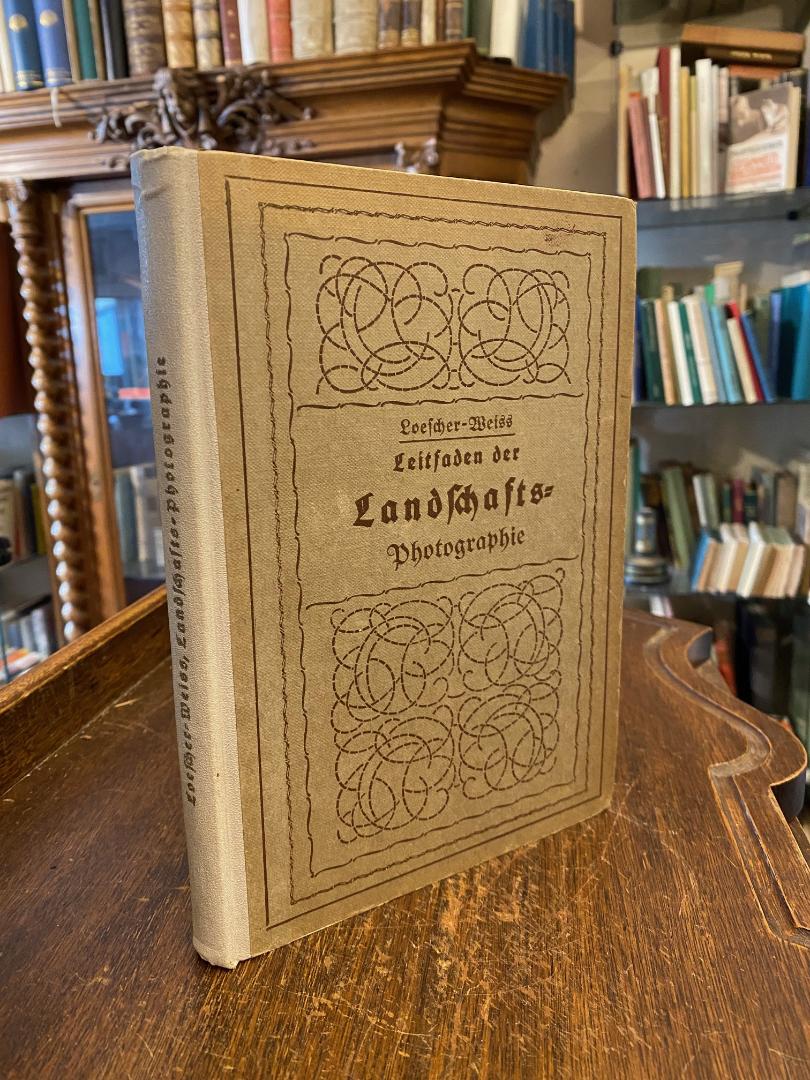 Loeſcher-Weiss
Leitfaden der
Landſchafts-
Photographie
Loeſcher-Weiss, Landſchafts-Photographie